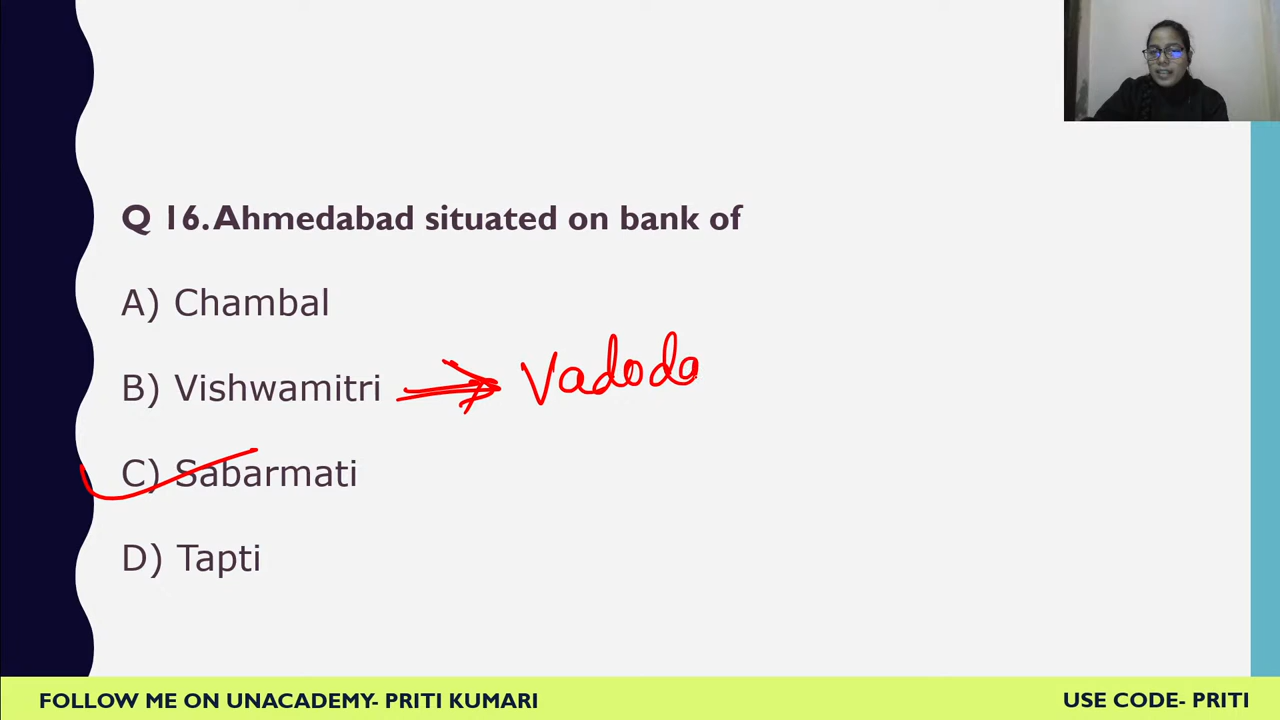 Q 16.Ahmedabad situated on bank of
A) Chambal
B) Vishwamitri Vadoda
C) Sabarmati
D) Tapti
FOLLOW ME ON UNACADEMY- PRITI KUMARI
USE CODE- PRITI